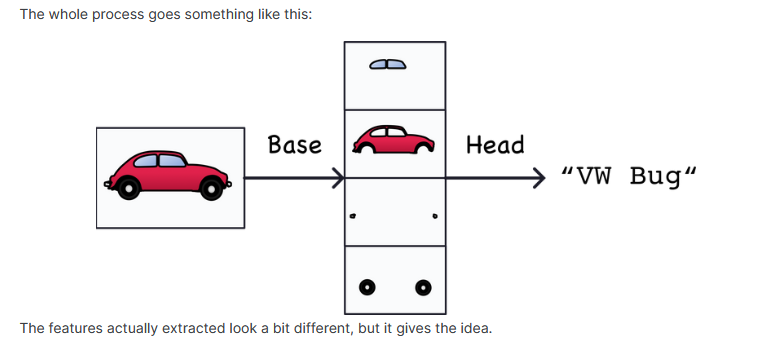 The whole process goes something like this:
Base
Head
"VW Bug"
The features actually extracted look a bit different, but it gives the idea.